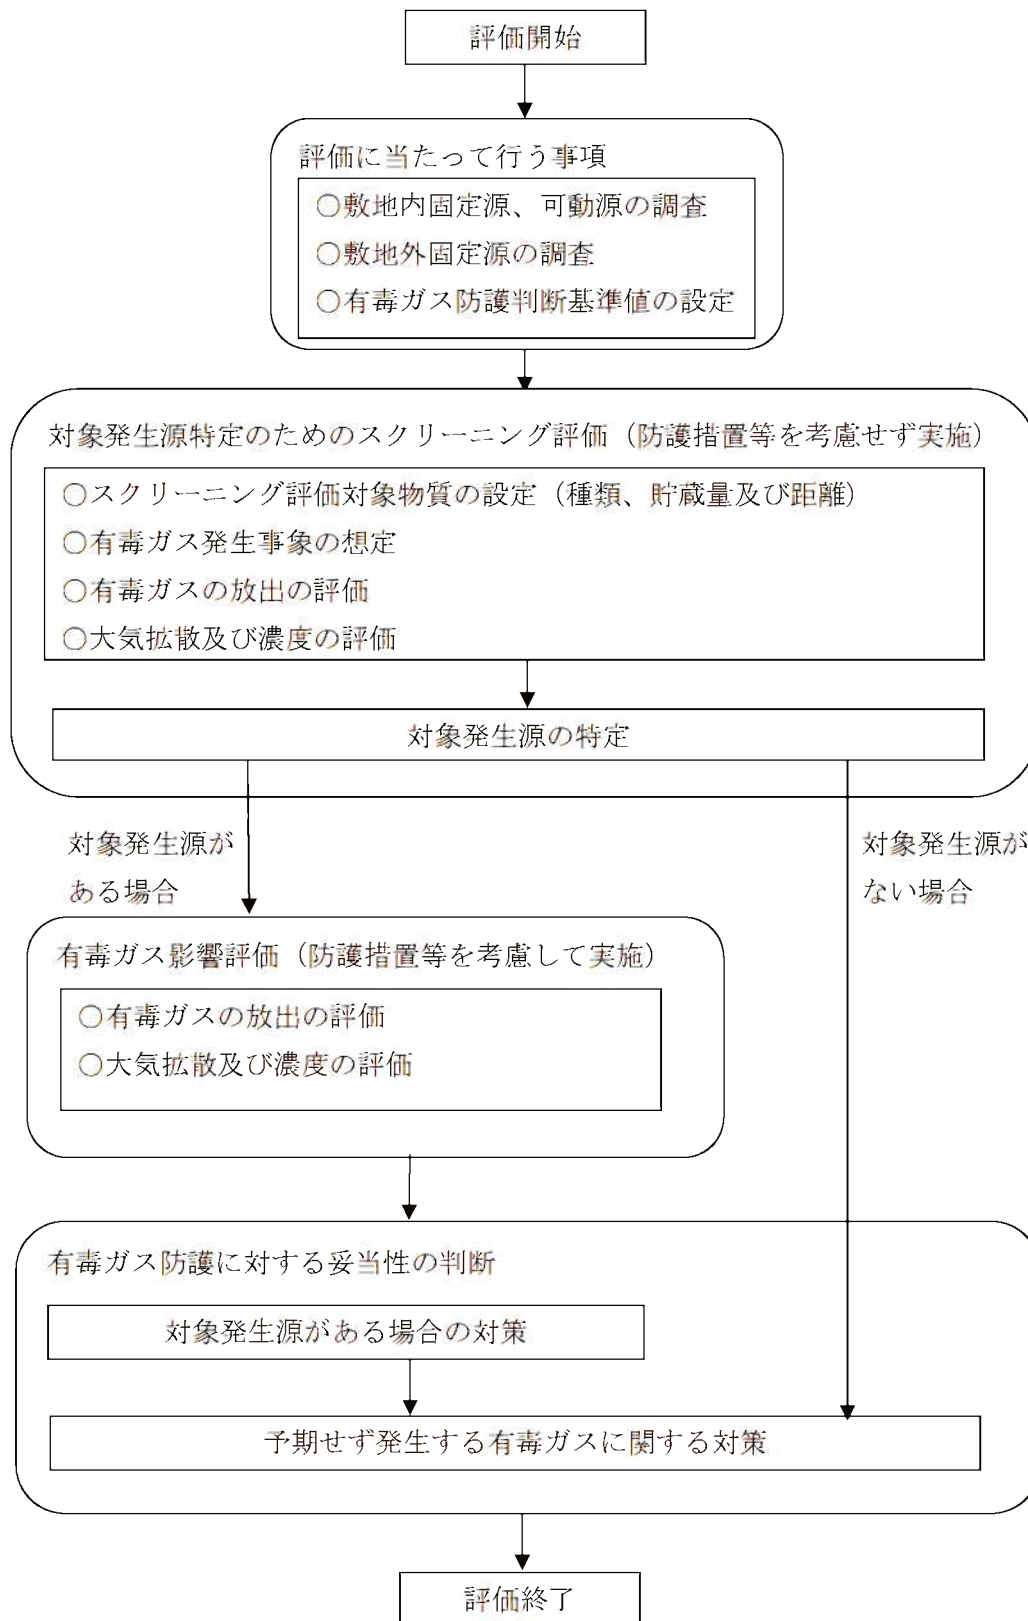 評価開始
評価に当たって行う事項
○敷地内固定源、可動源の調査
○敷地外固定源の調査
○有毒ガス防護判断基準値の設定
対象発生源特定のためのスクリーニング評価（防護措置等を考慮せず実施）
○スクリーニング評価対象物質の設定（種類、貯蔵量及び距離）
○有毒ガス発生事象の想定
○有毒ガスの放出の評価
○大気拡散及び濃度の評価
対象発生源の特定
対象発生源が
ある場合
対象発生源が
ない場合
有毒ガス影響評価（防護措置等を考慮して実施）
○有毒ガスの放出の評価
○大気拡散及び濃度の評価
有毒ガス防護に対する妥当性の判断
対象発生源がある場合の対策
予期せず発生する有毒ガスに関する対策
評価終了